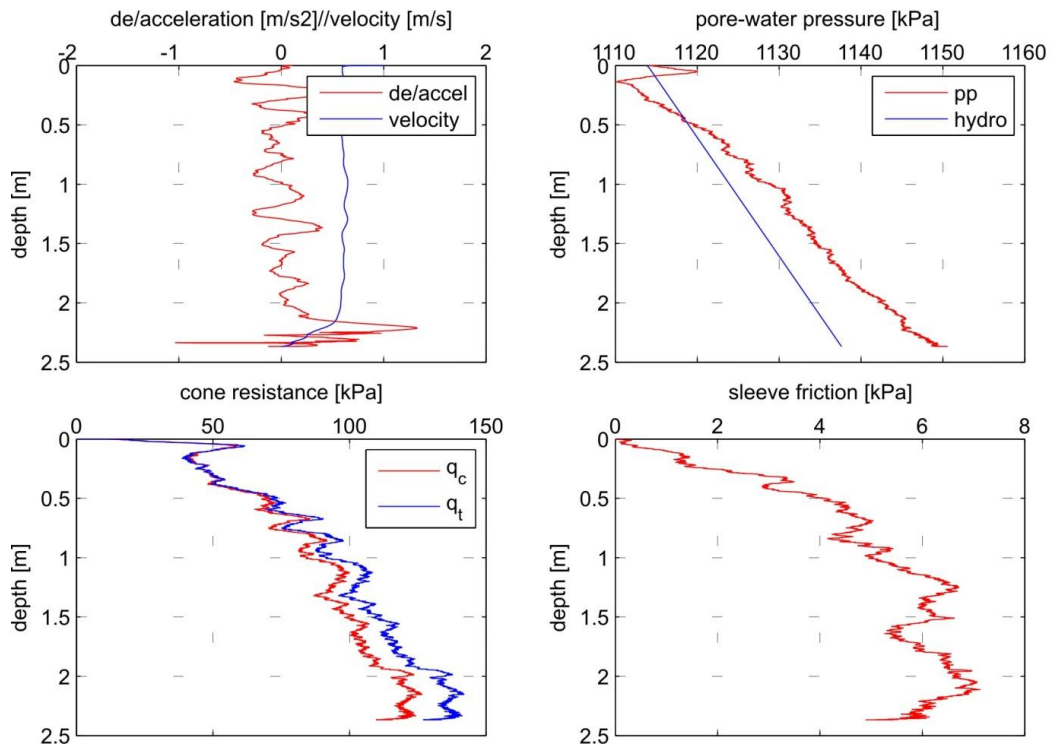 de/acceleration [m/s2]//velocity [m/s]
-2 -1 0 1 2
0
0.5
1
1.5
2
2.5
depth [m]
de/accel
velocity
pore-water pressure [kPa]
1110 1120 1130 1140 1150 1160
0
0.5
1
1.5
2
2.5
depth [m]
pp
hydro
cone resistance [kPa]
0 50 100 150
0
0.5
1
1.5
2
2.5
depth [m]
q_c
q_t
sleeve friction [kPa]
0 2 4 6 8
0
0.5
1
1.5
2
2.5
depth [m]